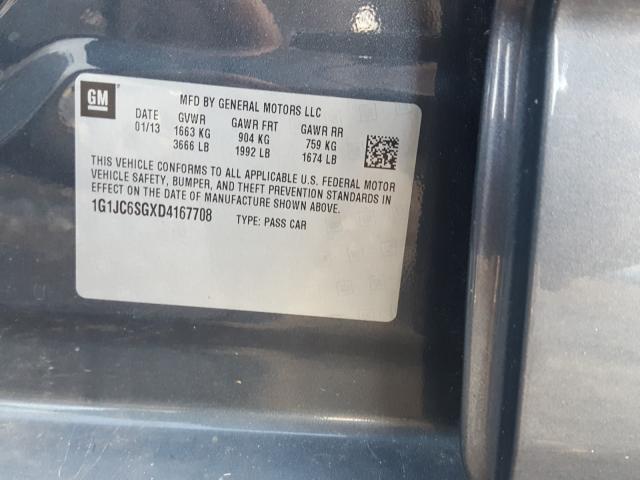 GM
MFD BY GENERAL MOTORS LLC
DATE GVWR GAWR FRT GAWR RR
01/13 1663 KG 904 KG 759 KG
3666 LB 1992 LB 1674 LB
THIS VEHICLE CONFORMS TO ALL APPLICABLE U.S. FEDERAL MOTOR
VEHICLE SAFETY, BUMPER, AND THEFT PREVENTION STANDARDS IN
EFFECT ON THE DATE OF MANUFACTURE SHOWN ABOVE.
1G1JC6SGXD4167708 TYPE: PASS CAR